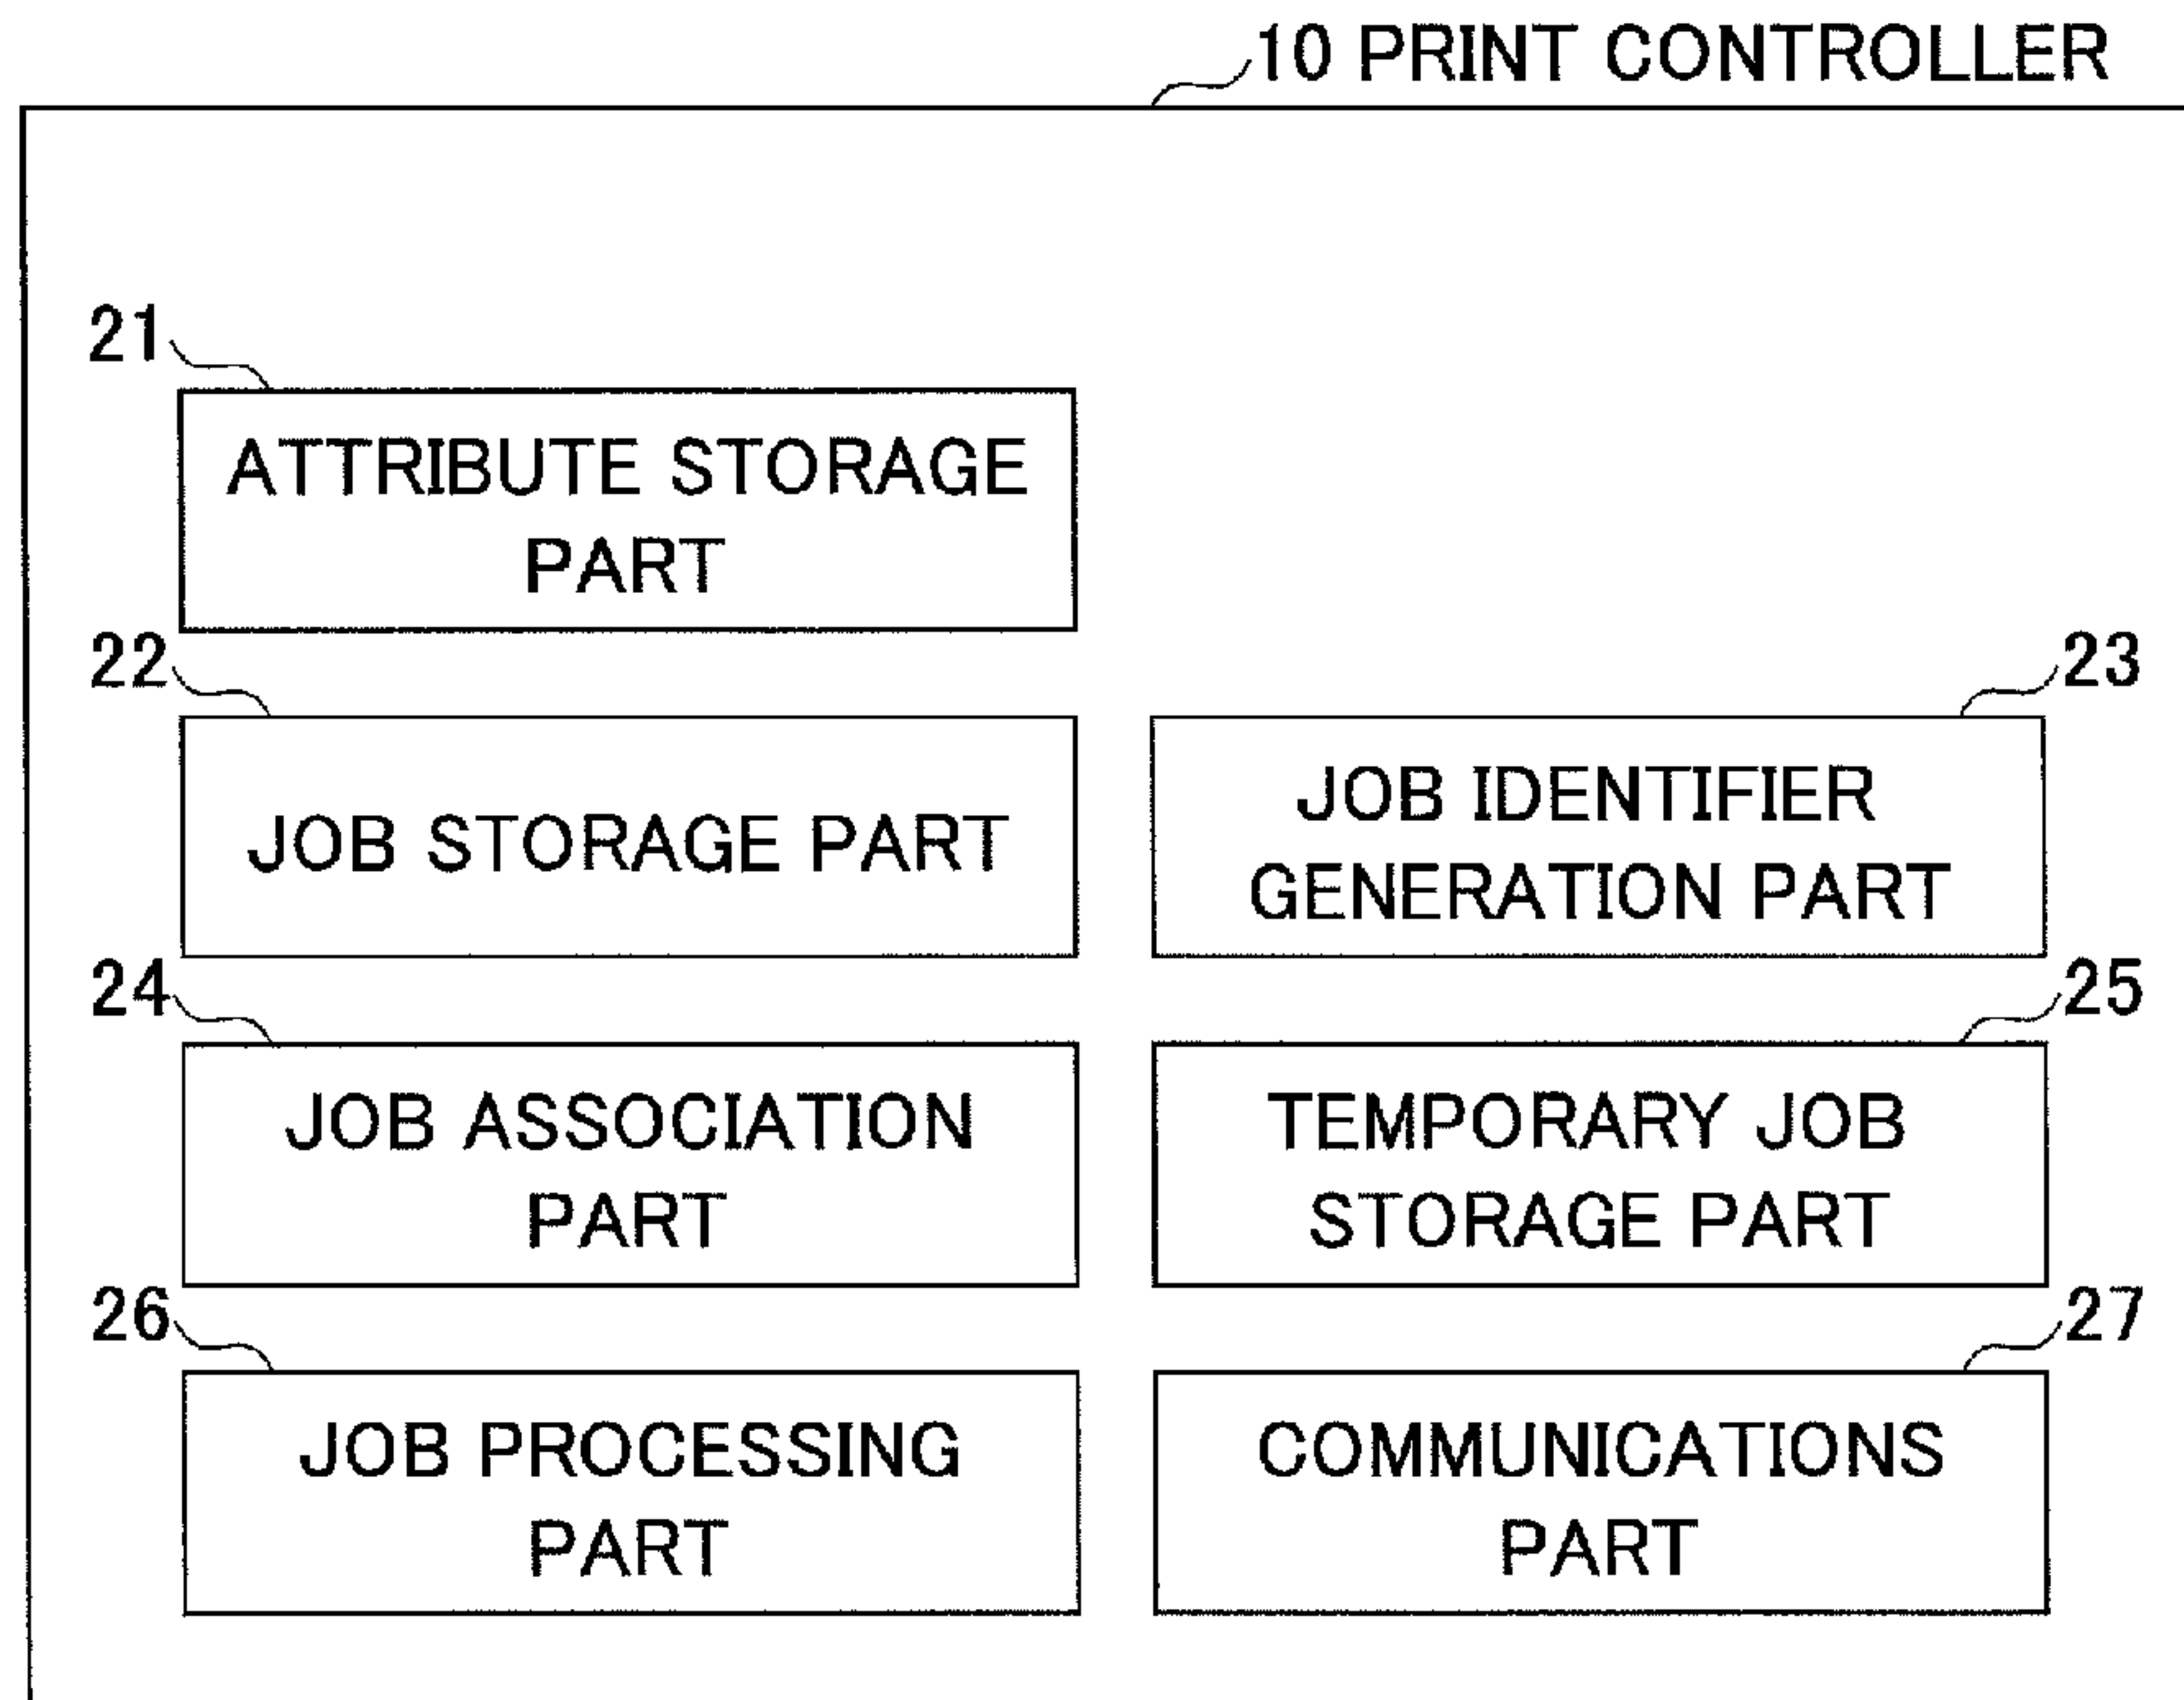 10 PRINT CONTROLLER
21
ATTRIBUTE STORAGE
PART
22
JOB STORAGE PART
23
JOB IDENTIFIER
GENERATION PART
24
JOB ASSOCIATION
PART
25
TEMPORARY JOB
STORAGE PART
26
JOB PROCESSING
PART
27
COMMUNICATIONS
PART